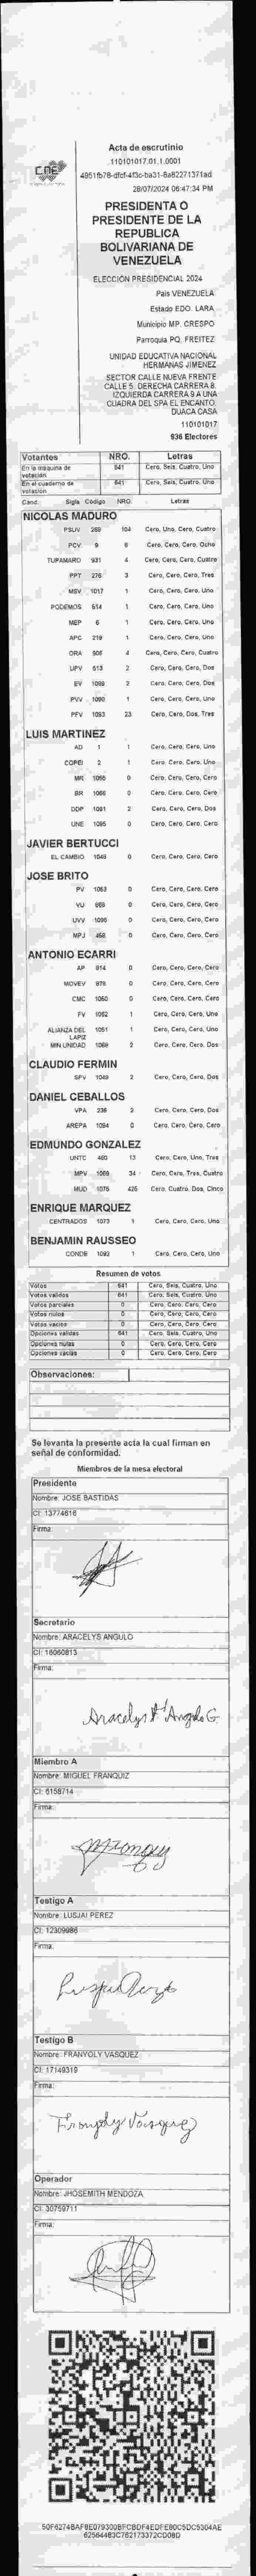 CNE
Acta de escrutinio
110101017.01.1.0001
4951fb78-dfcf-4f3c-ba31-8a82271371ad
28/07/2024 06:47:34 PM
PRESIDENTA O
PRESIDENTE DE LA
REPUBLICA
BOLIVARIANA DE
VENEZUELA
ELECCIÓN PRESIDENCIAL 2024
País VENEZUELA
Estado EDO. LARA
Municipio MP. CRESPO
Parroquia PQ. FREITEZ
UNIDAD EDUCATIVA NACIONAL
HERMANAS JIMENEZ
SECTOR CALLE NUEVA FRENTE
CALLE 5. DERECHA CARRERA 8.
IZQUIERDA CARRERA 9 A UNA
CUADRA DEL SPA EL ENCANTO
DUACA CASA
110101017
936 Electores
Votantes NRO. Letras
En la máquina de votación 641 Cero, Seis, Cuatro, Uno
En el cuaderno de votación 641 Cero, Seis, Cuatro, Uno
Cand. Sigla Código NRO. Letras
NICOLAS MADURO
PSUV 269 104 Cero, Uno, Cero, Cuatro
PCV 9 8 Cero, Cero, Cero, Ocho
TUPAMARO 931 4 Cero, Cero, Cero, Cuatro
PPT 276 3 Cero, Cero, Cero, Tres
MSV 1017 1 Cero, Cero, Cero, Uno
PODEMOS 514 1 Cero, Cero, Cero, Uno
MEP 6 1 Cero, Cero, Cero, Uno
APC 219 1 Cero, Cero, Cero, Uno
ORA 906 4 Cero, Cero, Cero, Cuatro
UPV 613 2 Cero, Cero, Cero, Dos
EV 1089 2 Cero, Cero, Cero, Dos
PVV 1090 1 Cero, Cero, Cero, Uno
PFV 1093 23 Cero, Cero, Dos, Tres
LUIS MARTINEZ
AD 1 1 Cero, Cero, Cero, Uno
COPEI 2 1 Cero, Cero, Cero, Uno
MR 1065 0 Cero, Cero, Cero, Cero
BR 1066 0 Cero, Cero, Cero, Cero
DDP 1091 2 Cero, Cero, Cero, Dos
UNE 1095 0 Cero, Cero, Cero, Cero
JAVIER BERTUCCI
EL CAMBIO 1048 0 Cero, Cero, Cero, Cero
JOSE BRITO
PV 1063 0 Cero, Cero, Cero, Cero
VU 668 0 Cero, Cero, Cero, Cero
UVV 1096 0 Cero, Cero, Cero, Cero
MPJ 458 0 Cero, Cero, Cero, Cero
ANTONIO ECARRI
AP 814 0 Cero, Cero, Cero, Cero
MOVEV 978 0 Cero, Cero, Cero, Cero
CMC 1050 0 Cero, Cero, Cero, Cero
FV 1052 1 Cero, Cero, Cero, Uno
ALIANZA DEL LAPIZ 1051 1 Cero, Cero, Cero, Uno
MIN UNIDAD 1068 2 Cero, Cero, Cero, Dos
CLAUDIO FERMIN
SPV 1049 2 Cero, Cero, Cero, Dos
DANIEL CEBALLOS
VPA 238 2 Cero, Cero, Cero, Dos
AREPA 1094 0 Cero, Cero, Cero, Cero
EDMUNDO GONZALEZ
UNTC 460 13 Cero, Cero, Uno, Tres
MPV 1069 34 Cero, Cero, Tres, Cuatro
MUD 1075 425 Cero, Cuatro, Dos, Cinco
ENRIQUE MARQUEZ
CENTRADOS 1073 1 Cero, Cero, Cero, Uno
BENJAMIN RAUSSEO
CONDE 1092 1 Cero, Cero, Cero, Uno
Resumen de votos
Votos 641 Cero, Seis, Cuatro, Uno
Votos validos 641 Cero, Seis, Cuatro, Uno
Votos parciales 0 Cero, Cero, Cero, Cero
Votos nulos 0 Cero, Cero, Cero, Cero
Votos vacios 0 Cero, Cero, Cero, Cero
Opciones validas 641 Cero, Seis, Cuatro, Uno
Opciones nulas 0 Cero, Cero, Cero, Cero
Opciones vacias 0 Cero, Cero, Cero, Cero
Observaciones:
Se levanta la presente acta la cual firman en
señal de conformidad.
Miembros de la mesa electoral
Presidente
Nombre: JOSE BASTIDAS
CI: 13774616
Firma:
Secretario
Nombre: ARACELYS ANGULO
CI: 16060813
Firma:
Aracelys A Angulo G.
Miembro A
Nombre: MIGUEL FRANQUIZ
CI: 6158714
Firma:
Testigo A
Nombre: LUSJAI PEREZ
CI: 12309986
Firma:
Testigo B
Nombre: FRANYOLY VASQUEZ
CI: 17149319
Firma:
Franyoly Vasquez
Operador
Nombre: JHOSEMITH MENDOZA
CI: 30759711
Firma: